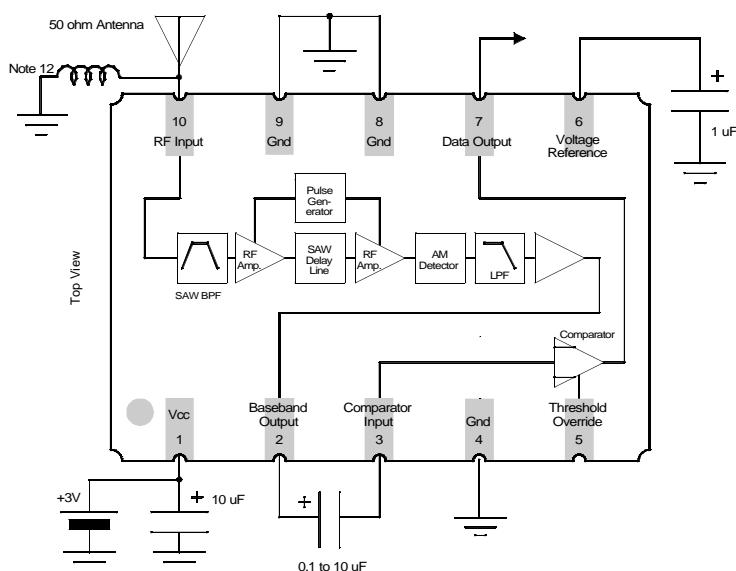 50 ohm Antenna
Note 12
+
1 uF
10
RF Input
9
Gnd
8
Gnd
7
Data Output
6
Voltage
Reference
Pulse
Gen-
erator
SAW BPF
RF
Amp.
SAW
Delay
Line
RF
Amp.
AM
Detector
LPF
Top View
Comparator
Vcc
1
Baseband
Output
2
Comparator
Input
3
Gnd
4
Threshold
Override
5
+3V
+
10 uF
+
0.1 to 10 uF